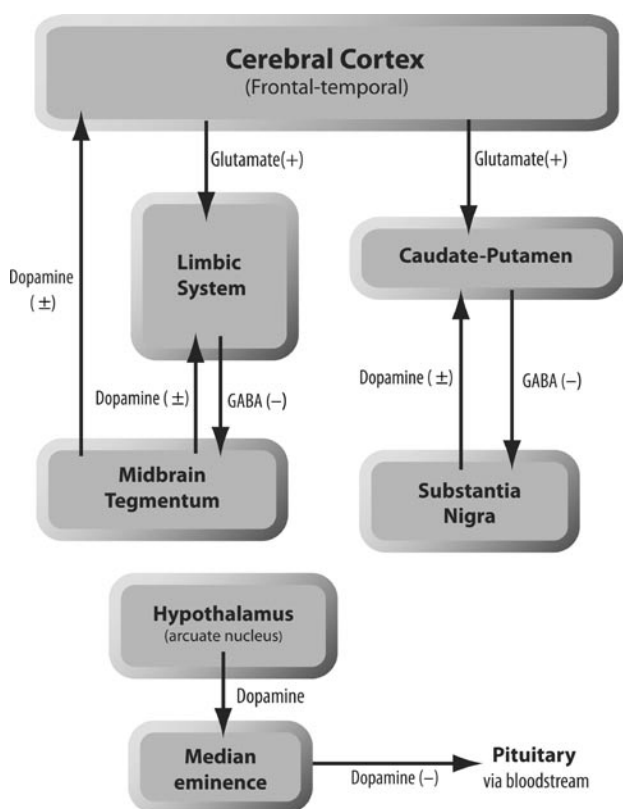 Cerebral Cortex
(Frontal-temporal)
Glutamate(+)
Glutamate(+)
Dopamine
(±)
Limbic
System
Caudate-Putamen
Dopamine (±)
GABA (−)
Dopamine (±)
GABA (−)
Midbrain
Tegmentum
Substantia
Nigra
Hypothalamus
(arcuate nucleus)
Dopamine
Median
eminence
Dopamine (−)
Pituitary
via bloodstream